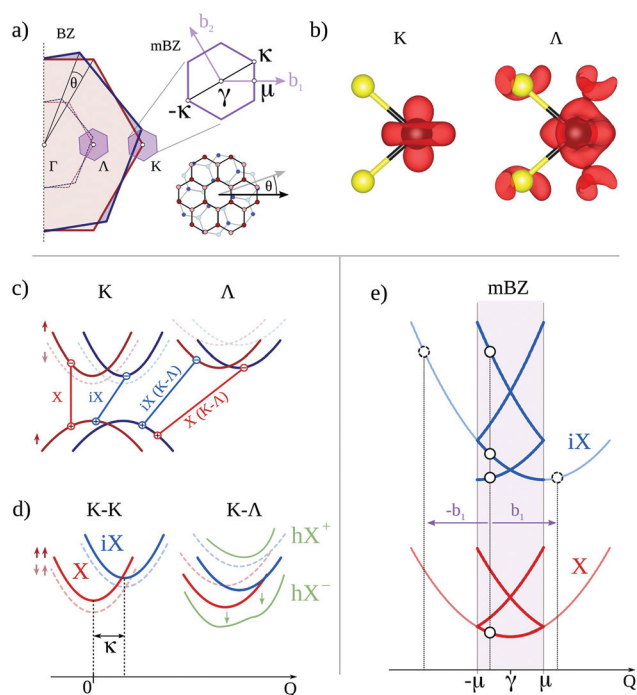 a)
BZ
θ
Γ
Λ
K
mBZ
b₂
κ
b₁
γ
μ
-κ
θ
b)
K
Λ
c)
K
Λ
X
iX
iX (K-Λ)
X (K-Λ)
d)
K-K
K-Λ
iX
X
hX⁺
hX⁻
κ
0
Q
e)
mBZ
iX
-b₁
b₁
X
-μ
γ
μ
Q